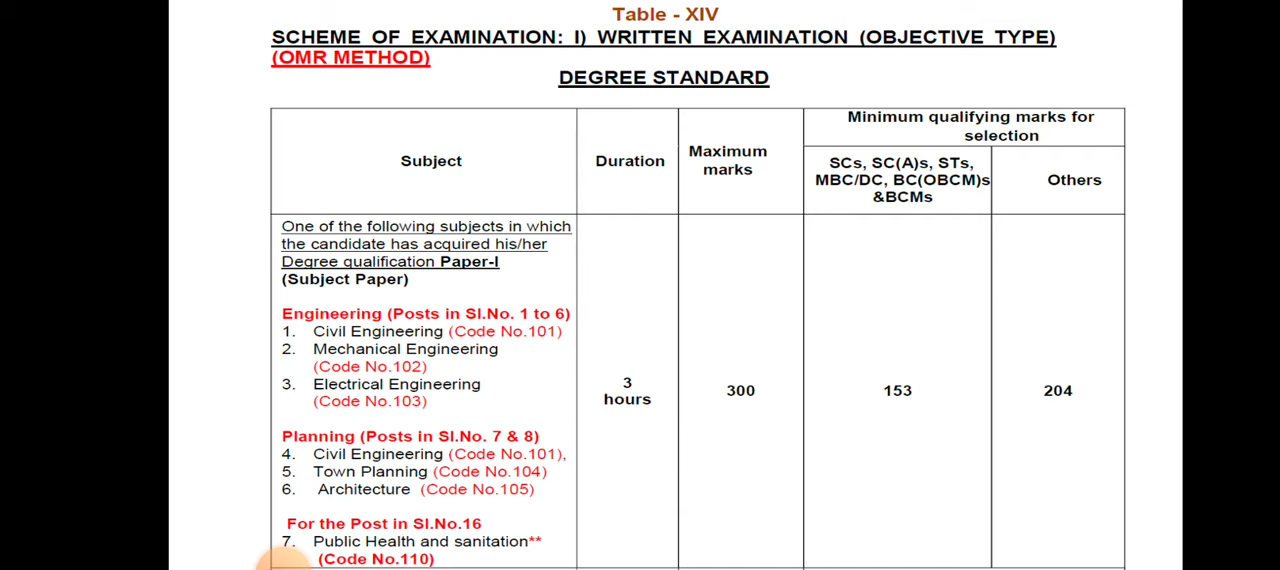 Table - XIV
SCHEME OF EXAMINATION: I) WRITTEN EXAMINATION (OBJECTIVE TYPE)
(OMR METHOD)
DEGREE STANDARD
Subject
Duration
Maximum
marks
Minimum qualifying marks for
selection
SCs, SC(A)s, STs,
MBC/DC, BC(OBCM)s
&BCMs
Others
One of the following subjects in which
the candidate has acquired his/her
Degree qualification Paper-I
(Subject Paper)
Engineering (Posts in Sl.No. 1 to 6)
1. Civil Engineering (Code No.101)
2. Mechanical Engineering
(Code No.102)
3. Electrical Engineering
(Code No.103)
Planning (Posts in Sl.No. 7 & 8)
4. Civil Engineering (Code No.101),
5. Town Planning (Code No.104)
6. Architecture (Code No.105)
For the Post in Sl.No.16
7. Public Health and sanitation**
(Code No.110)
3
hours
300
153
204